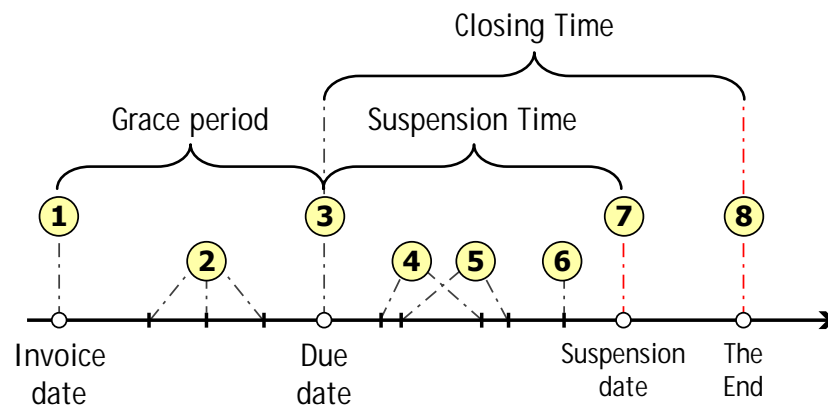 Closing Time
Grace period
Suspension Time
1
3
7
8
2
4
5
6
Invoice
date
Due
date
Suspension
date
The
End